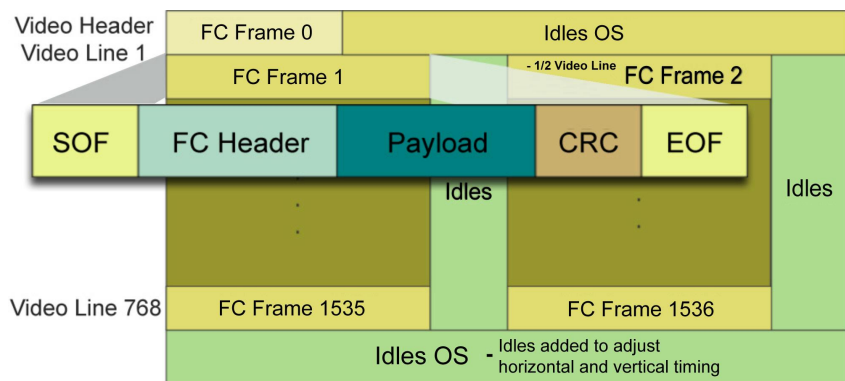 Video Header
FC Frame 0
Idles OS
Video Line 1
FC Frame 1
- 1/2 Video Line
FC Frame 2
SOF
FC Header
Payload
CRC
EOF
Idles
Idles
Video Line 768
FC Frame 1535
FC Frame 1536
Idles OS
- Idles added to adjust
horizontal and vertical timing